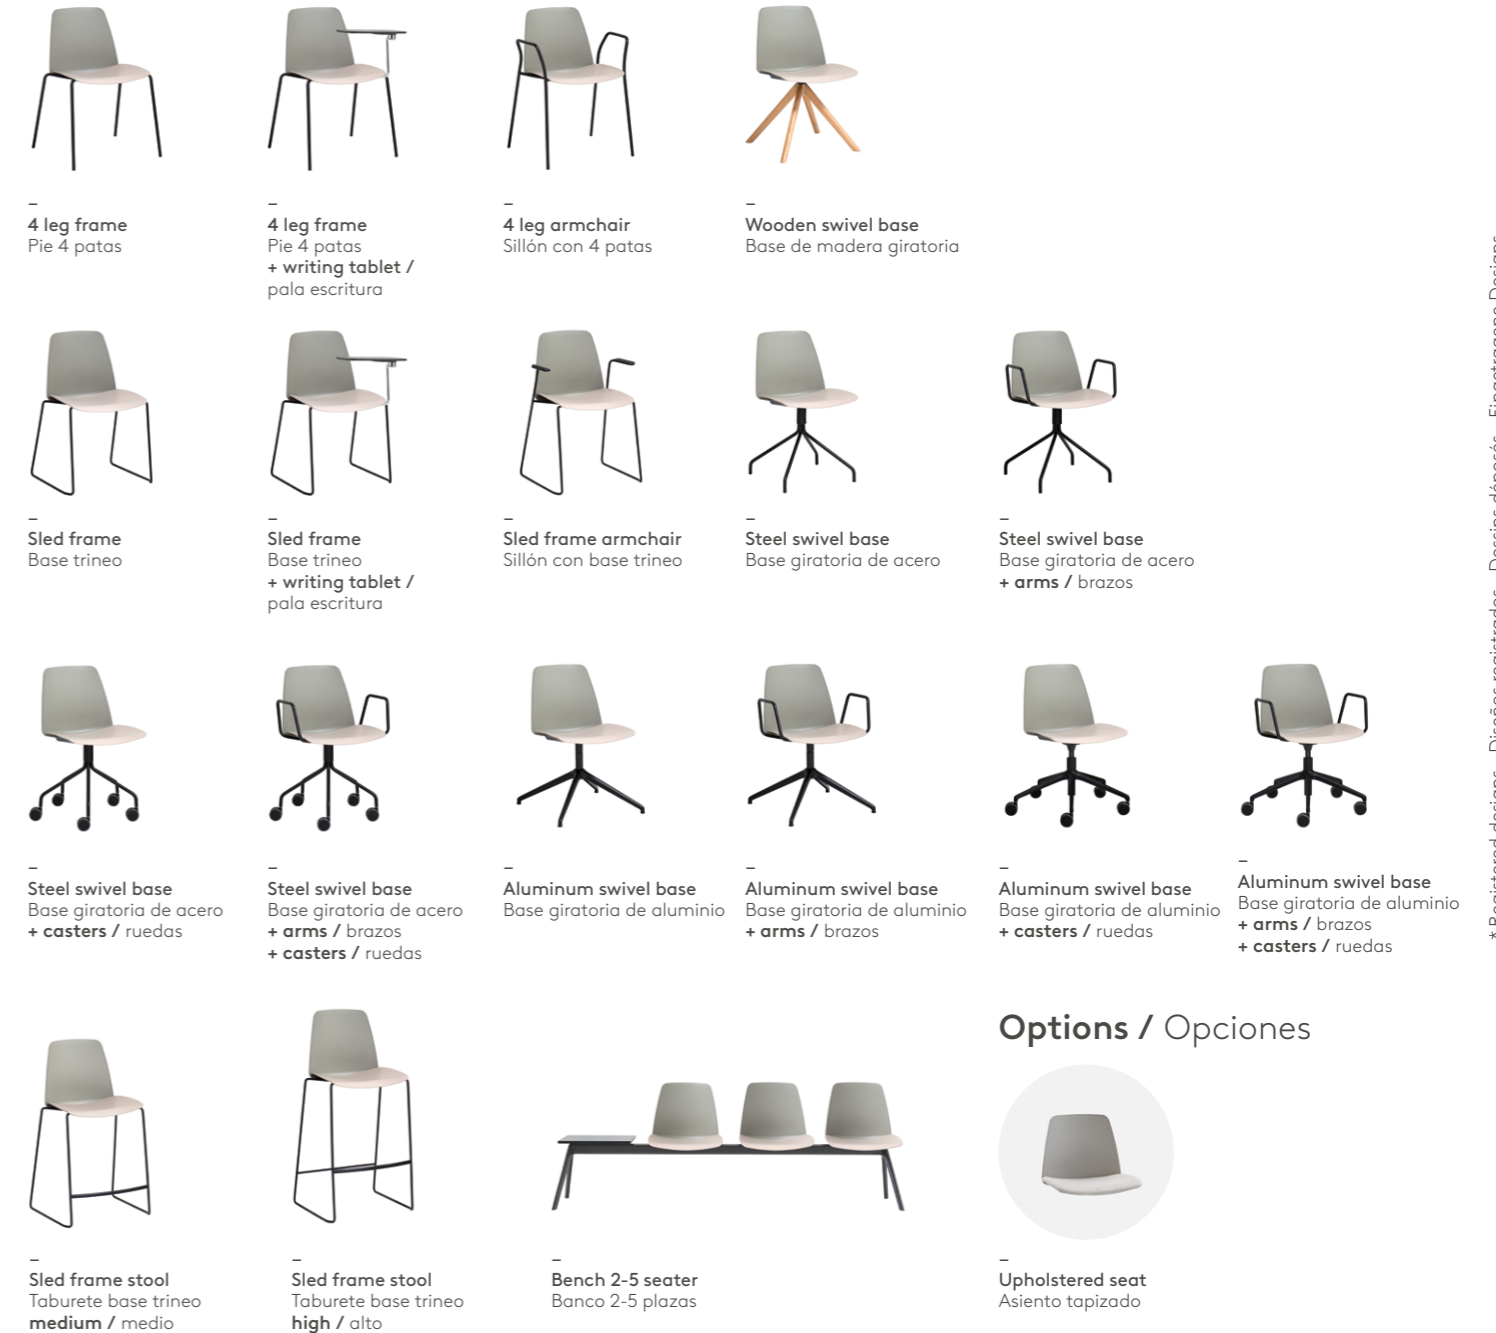 –
4 leg frame
Pie 4 patas
–
4 leg frame
Pie 4 patas
+ writing tablet /
pala escritura
–
4 leg armchair
Sillón con 4 patas
–
Wooden swivel base
Base de madera giratoria
–
Sled frame
Base trineo
–
Sled frame
Base trineo
+ writing tablet /
pala escritura
–
Sled frame armchair
Sillón con base trineo
–
Steel swivel base
Base giratoria de acero
–
Steel swivel base
Base giratoria de acero
+ arms / brazos
–
Steel swivel base
Base giratoria de acero
+ casters / ruedas
–
Steel swivel base
Base giratoria de acero
+ arms / brazos
+ casters / ruedas
–
Aluminum swivel base
Base giratoria de aluminio
–
Aluminum swivel base
Base giratoria de aluminio
+ arms / brazos
–
Aluminum swivel base
Base giratoria de aluminio
+ casters / ruedas
–
Aluminum swivel base
Base giratoria de aluminio
+ arms / brazos
+ casters / ruedas
–
Sled frame stool
Taburete base trineo
medium / medio
–
Sled frame stool
Taburete base trineo
high / alto
–
Bench 2-5 seater
Banco 2-5 plazas
Options / Opciones
–
Upholstered seat
Asiento tapizado